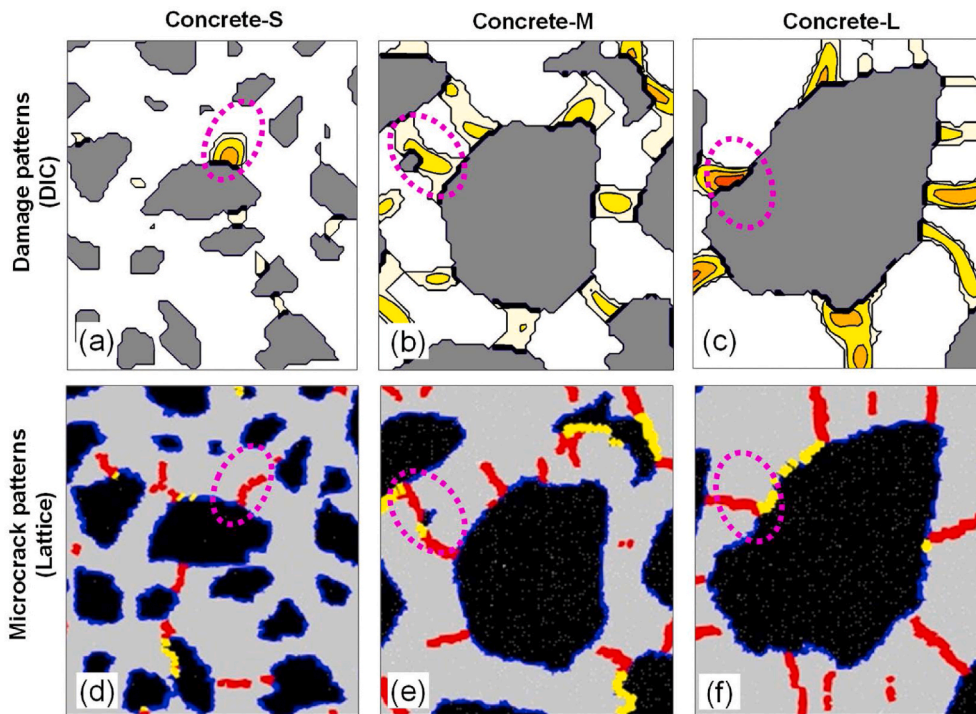 Concrete-S
Concrete-M
Concrete-L
Damage patterns
(DIC)
(a)
(b)
(c)
Microcrack patterns
(Lattice)
(d)
(e)
(f)